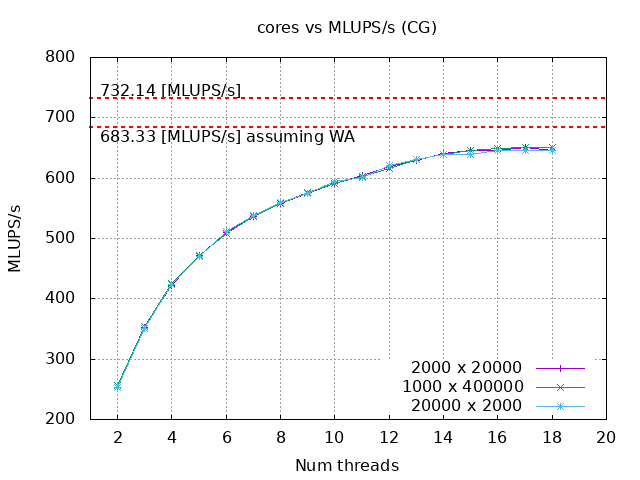 cores vs MLUPS/s (CG)
800
732.14 [MLUPS/s]
700
683.33 [MLUPS/s] assuming WA
600
MLUPS/s
500
400
300
200
2000 x 20000
1000 x 400000
20000 x 2000
2 4 6 8 10 12 14 16 18 20
Num threads